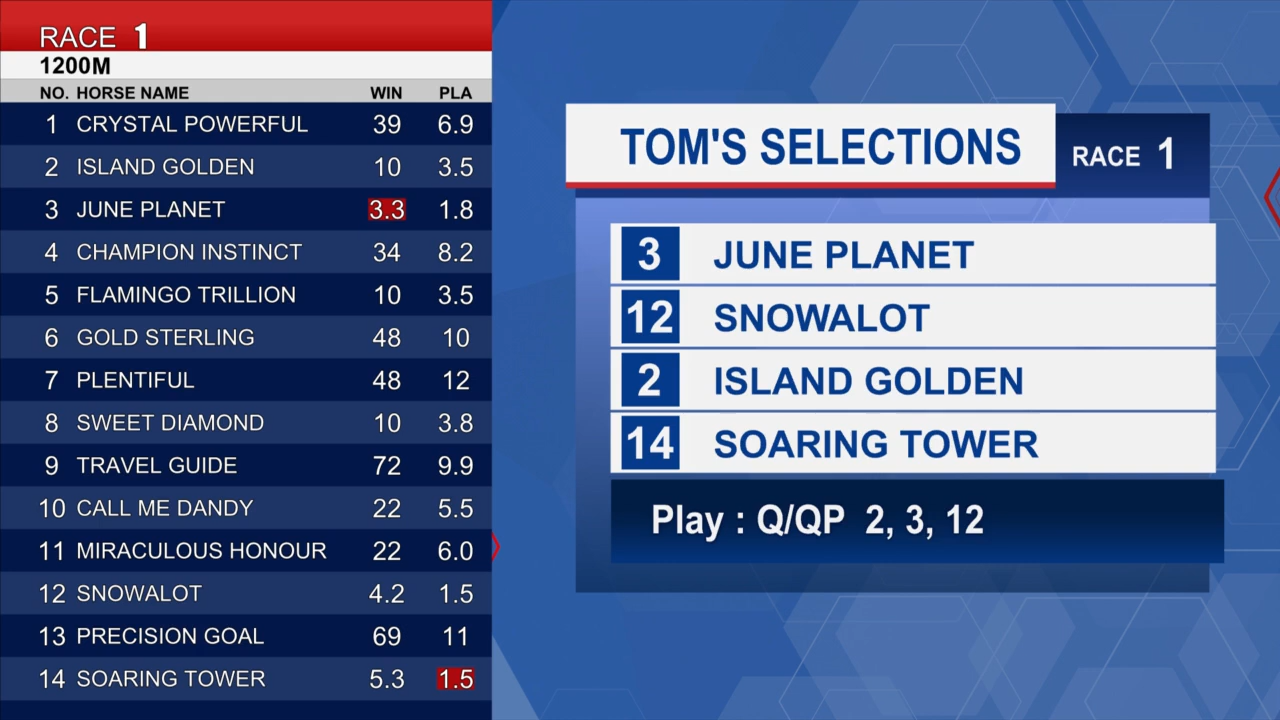 RACE 1
1200M
NO. HORSE NAME WIN PLA
1 CRYSTAL POWERFUL 39 6.9
2 ISLAND GOLDEN 10 3.5
3 JUNE PLANET 3.3 1.8
4 CHAMPION INSTINCT 34 8.2
5 FLAMINGO TRILLION 10 3.5
6 GOLD STERLING 48 10
7 PLENTIFUL 48 12
8 SWEET DIAMOND 10 3.8
9 TRAVEL GUIDE 72 9.9
10 CALL ME DANDY 22 5.5
11 MIRACULOUS HONOUR 22 6.0
12 SNOWALOT 4.2 1.5
13 PRECISION GOAL 69 11
14 SOARING TOWER 5.3 1.5
TOM'S SELECTIONS RACE 1
3 JUNE PLANET
12 SNOWALOT
2 ISLAND GOLDEN
14 SOARING TOWER
Play : Q/QP 2, 3, 12